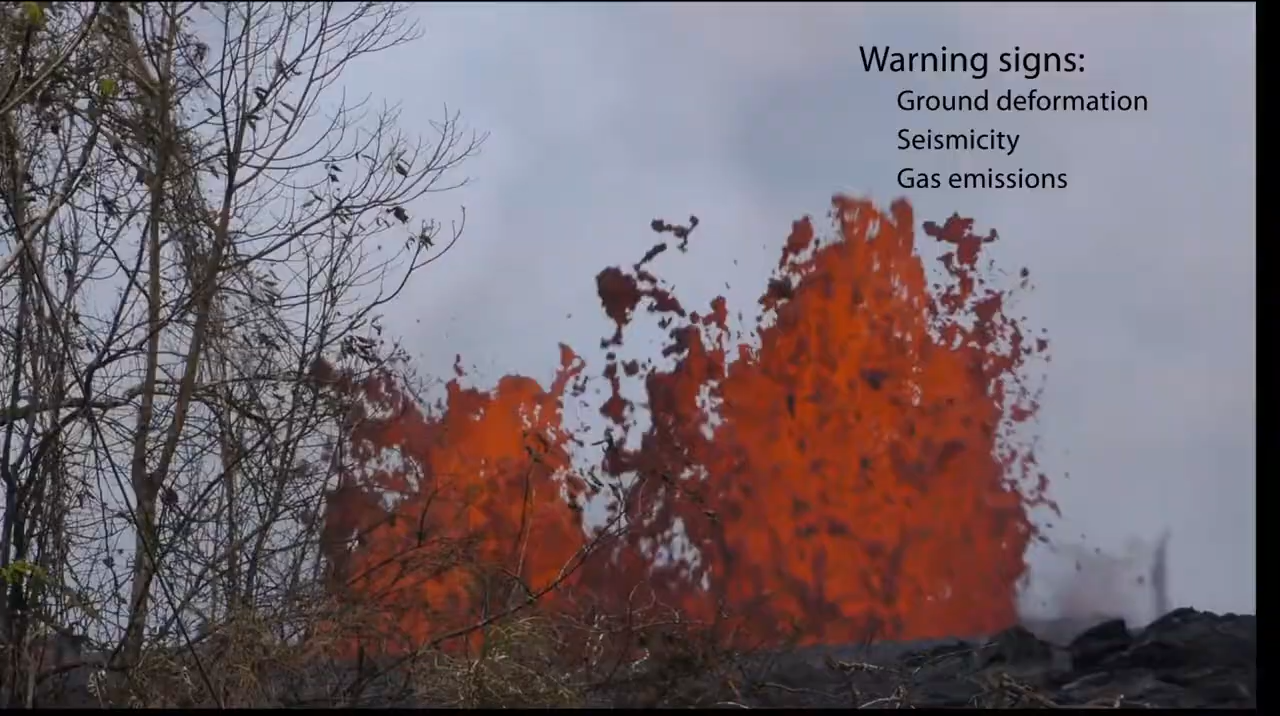 Warning signs:
Ground deformation
Seismicity
Gas emissions